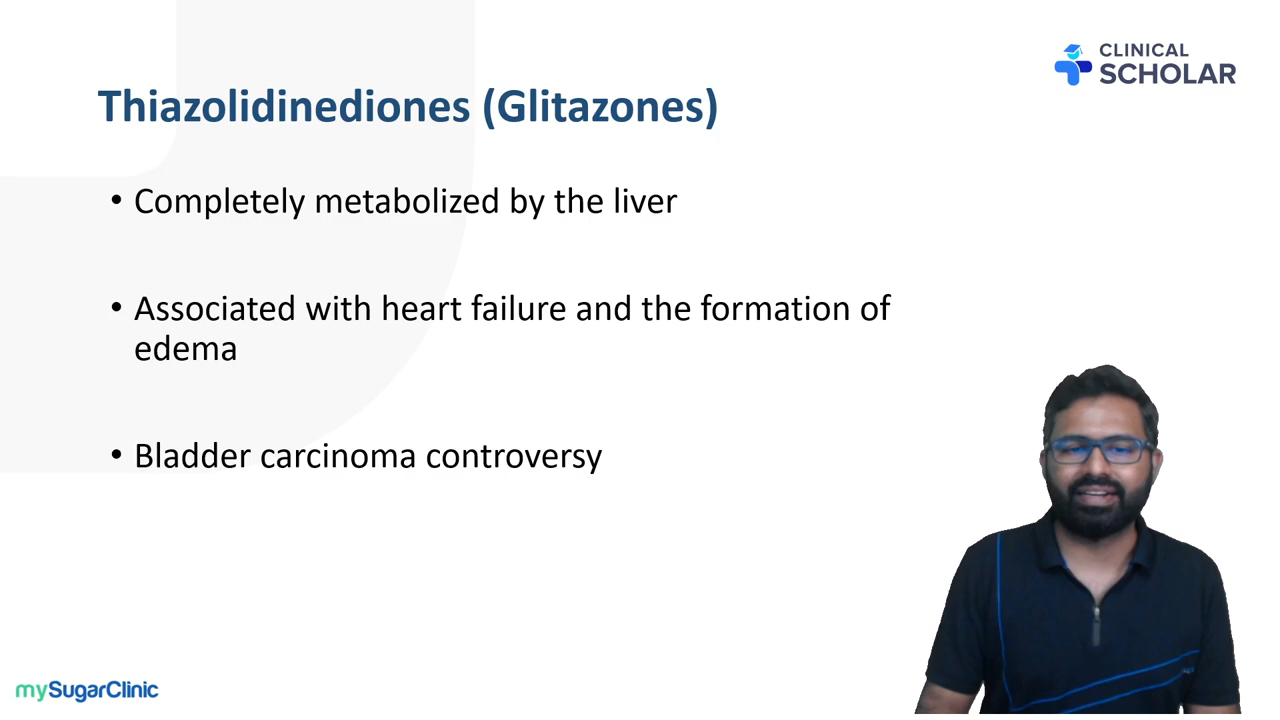 CLINICAL
SCHOLAR
Thiazolidinediones (Glitazones)
• Completely metabolized by the liver
• Associated with heart failure and the formation of
edema
• Bladder carcinoma controversy
mySugarClinic